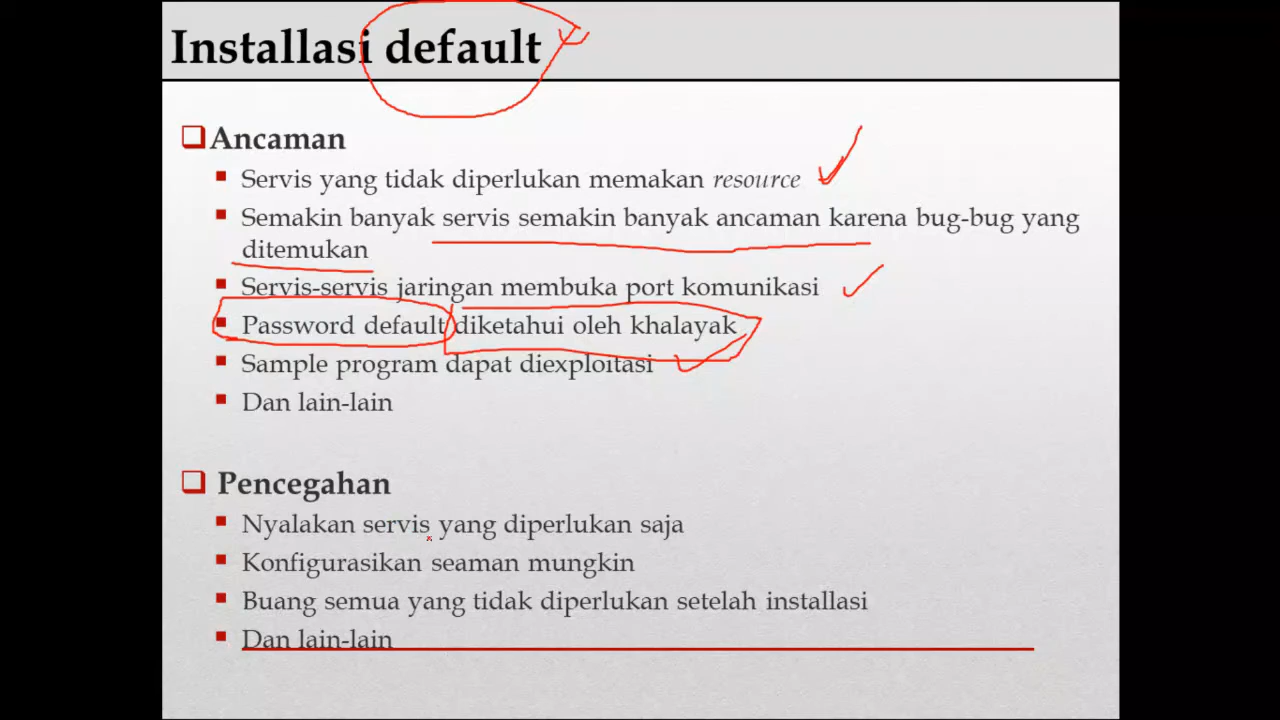 Installasi default
Ancaman
Servis yang tidak diperlukan memakan resource
Semakin banyak servis semakin banyak ancaman karena bug-bug yang
ditemukan
Servis-servis jaringan membuka port komunikasi
Password default diketahui oleh khalayak
Sample program dapat diexploitasi
Dan lain-lain
Pencegahan
Nyalakan servis yang diperlukan saja
Konfigurasikan seaman mungkin
Buang semua yang tidak diperlukan setelah installasi
Dan lain-lain